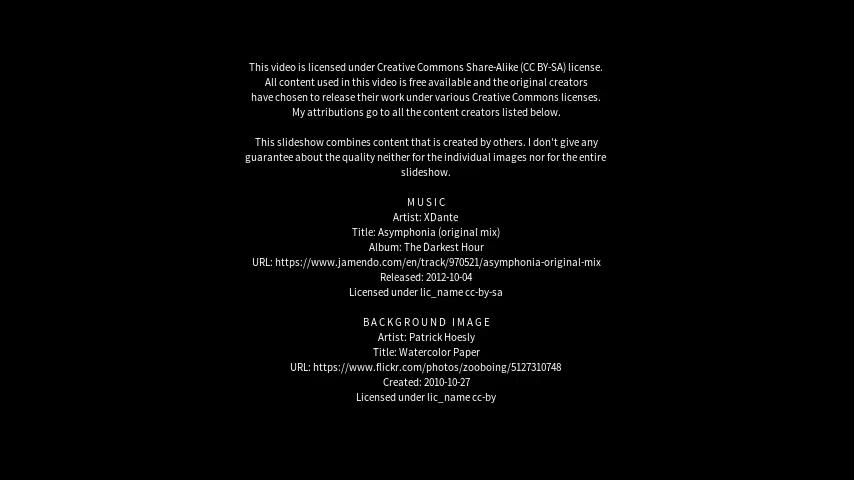 This video is licensed under Creative Commons Share-Alike (CC BY-SA) license.
All content used in this video is free available and the original creators
have chosen to release their work under various Creative Commons licenses.
My attributions go to all the content creators listed below.
This slideshow combines content that is created by others. I don't give any
guarantee about the quality neither for the individual images nor for the entire
slideshow.
MUSIC
Artist: XDante
Title: Asymphonia (original mix)
Album: The Darkest Hour
URL: https://www.jamendo.com/en/track/970521/asymphonia-original-mix
Released: 2012-10-04
Licensed under lic_name cc-by-sa
BACKGROUND IMAGE
Artist: Patrick Hoesly
Title: Watercolor Paper
URL: https://www.flickr.com/photos/zooboing/5127310748
Created: 2010-10-27
Licensed under lic_name cc-by